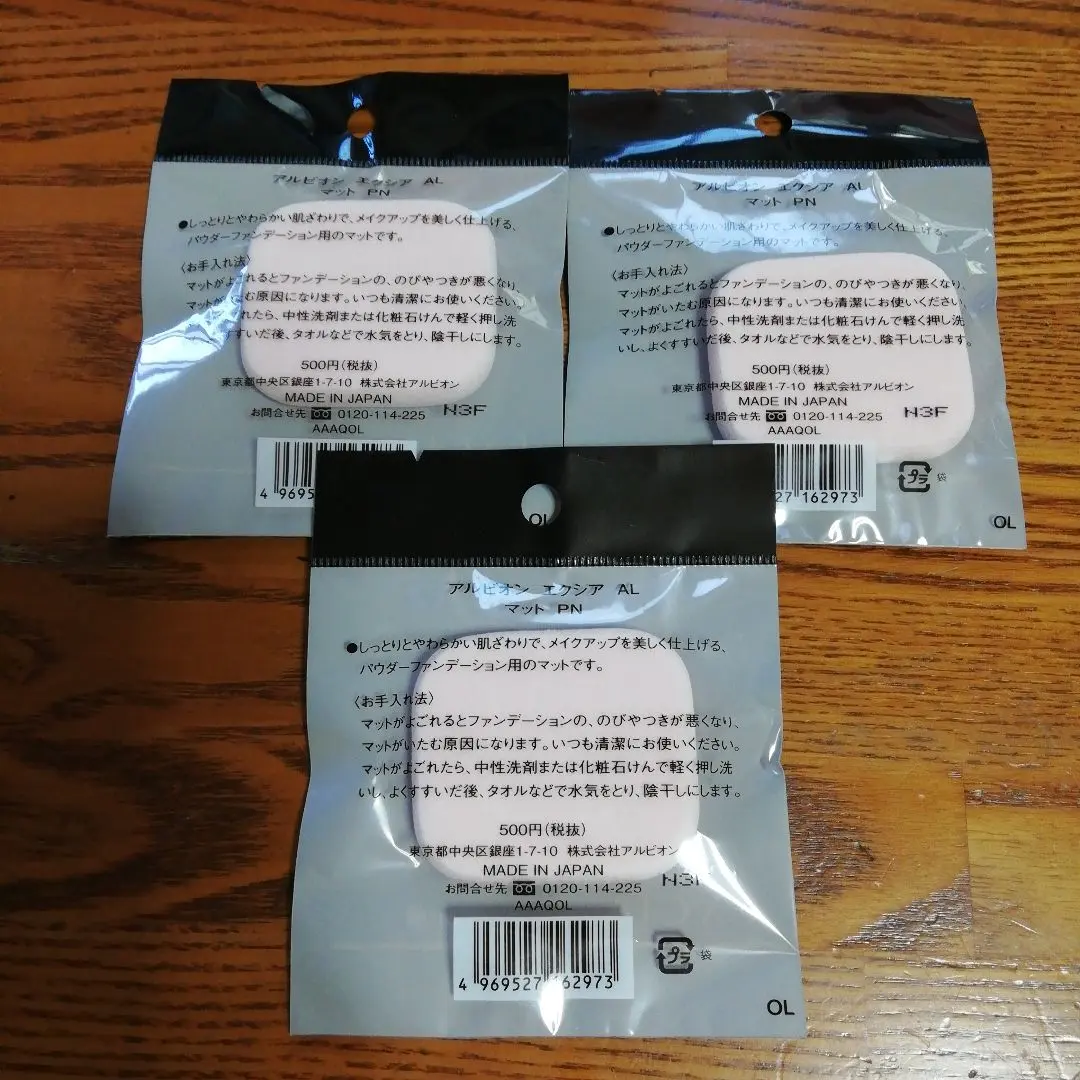 アルビオン エクシア AL
マット PN
●しっとりとやわらかい肌ざわりで、メイクアップを美しく仕上げる、
パウダーファンデーション用のマットです。
〈お手入れ法〉
マットがよごれるとファンデーションの、のびやつきが悪くなり、
マットがいたむ原因になります。いつも清潔にお使いください。
れたら、中性洗剤または化粧石けんで軽く押し洗
すすいだ後、タオルなどで水気をとり、陰干しにします。
500円(税抜)
東京都中央区銀座1-7-10 株式会社アルビオン
MADE IN JAPAN
お問合せ先 0120-114-225
N3F
AAAQOL
4 9695
アルビオン エクシア AL
マット PN
●しっとりとやわらかい肌ざわりで、メイクアップを美しく仕上げる、
パウダーファンデーション用のマットです。
〈お手入れ法〉
マットがよごれるとファンデーションの、のびやつきが悪くなり、
マットがいたむ原因になります。いつも清潔にお使いください。
マットがよごれたら、中性洗剤または化粧石けんで軽く押し洗
いし、よくすすいだ後、タオルなどで水気をとり、陰干しにします。
500円(税抜)
東京都中央区銀座1-7-10 株式会社アルビオン
MADE IN JAPAN
お問合せ先 0120-114-225
N3F
AAAQOL
27 162973
プラ 袋
OL
OL
アルビオン エクシア AL
マット PN
●しっとりとやわらかい肌ざわりで、メイクアップを美しく仕上げる、
パウダーファンデーション用のマットです。
〈お手入れ法〉
マットがよごれるとファンデーションの、のびやつきが悪くなり、
マットがいたむ原因になります。いつも清潔にお使いください。
マットがよごれたら、中性洗剤または化粧石けんで軽く押し洗
いし、よくすすいだ後、タオルなどで水気をとり、陰干しにします。
500円(税抜)
東京都中央区銀座1-7-10 株式会社アルビオン
MADE IN JAPAN
お問合せ先 0120-114-225
N3F
AAAQOL
4 969527 162973
プラ 袋
OL